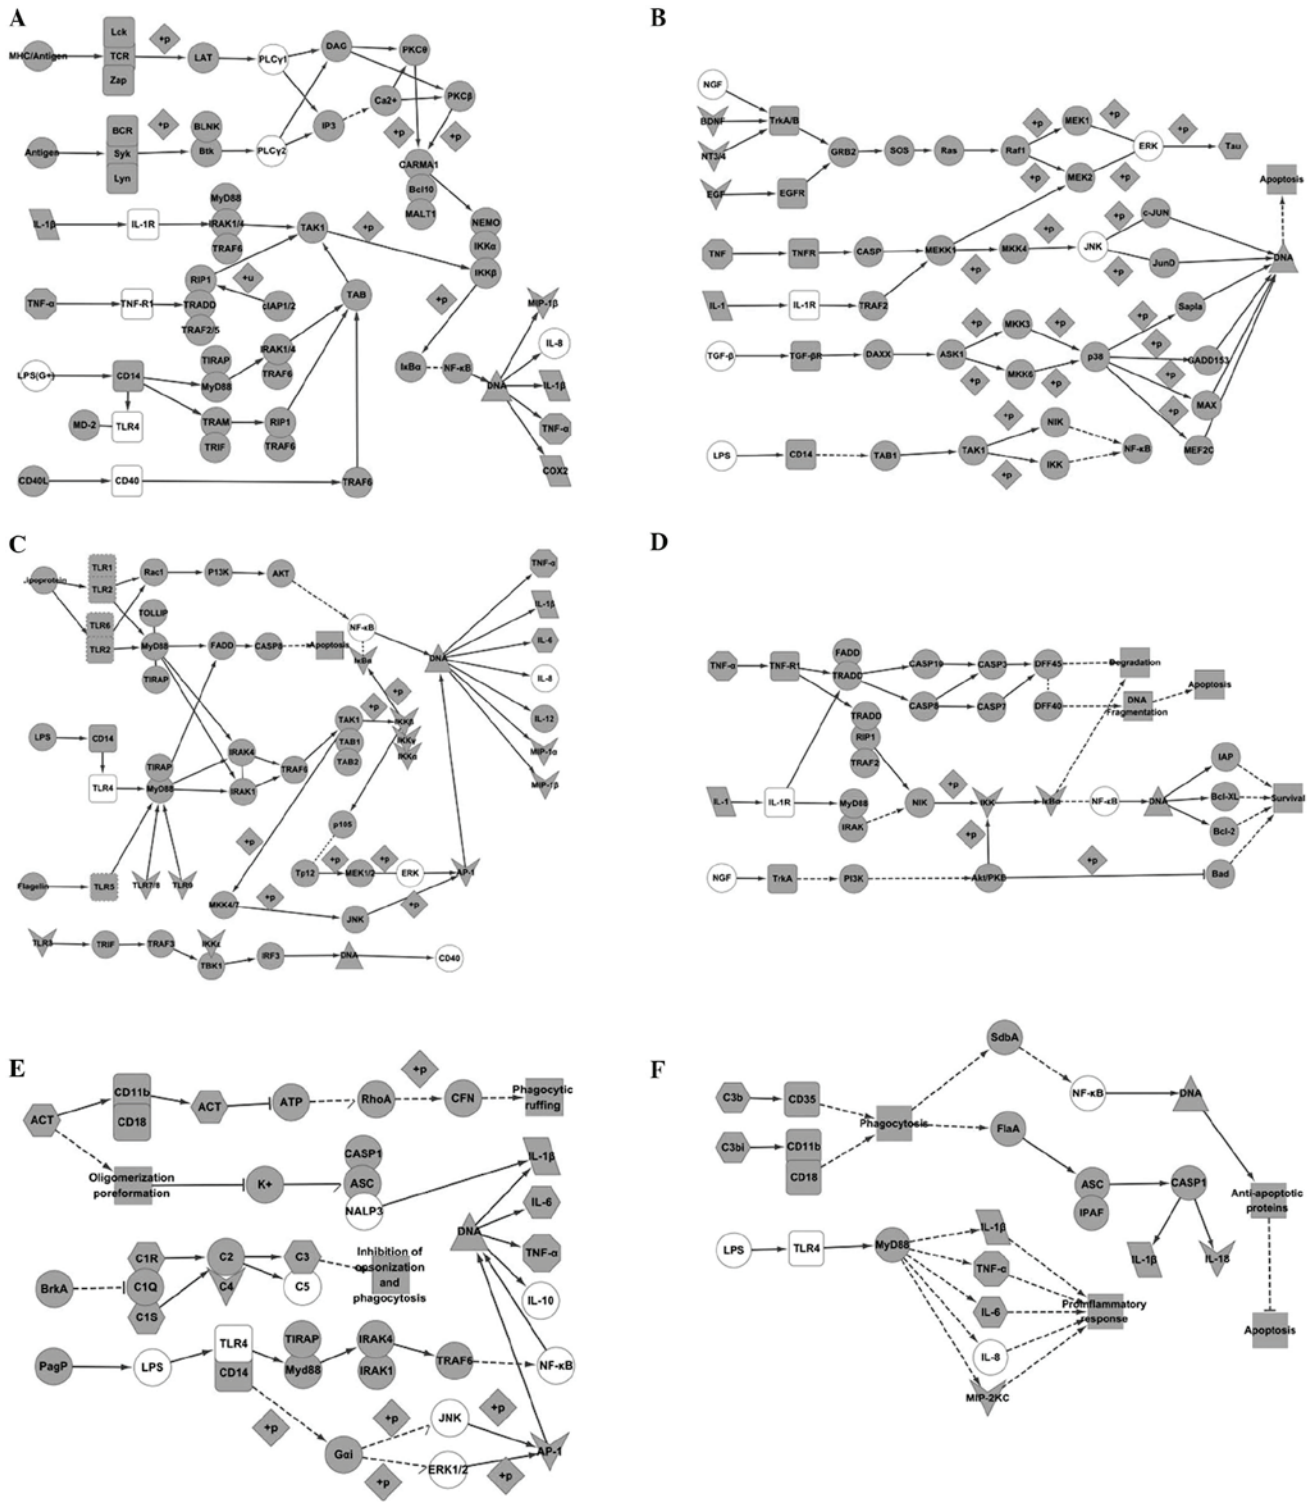 A
Lck
TCR
Zap
+p
MHC/Antigen
LAT
PLCγ1
DAG
PKCθ
IP3
Ca2+
PKCβ
BCR
Syk
Lyn
+p
Antigen
BLNK
Btk
PLCγ2
+p
+p
CARMA1
Bcl10
MALT1
IL-1β
IL-1R
MyD88
IRAK1/4
TRAF6
TAK1
+p
NEMO
IKKα
IKKβ
TNF-α
TNF-R1
RIP1
TRADD
TRAF2/5
+u
cIAP1/2
TAB
+p
MIP-1β
IL-8
IL-1β
TNF-α
COX2
LPS(G+)
CD14
TIRAP
MyD88
IRAK1/4
TRAF6
IκBα
NF-κB
DNA
MD-2
TLR4
TRAM
TRIF
RIP1
TRAF6
CD40L
CD40
TRAF6
B
NGF
BDNF
NT3/4
EGF
TrkA/B
EGFR
GRB2
SOS
Ras
Raf1
+p
+p
MEK1
MEK2
+p
+p
ERK
+p
Tau
Apoptosis
TNF
TNFR
CASP
MEKK1
+p
MKK4
+p
JNK
+p
c-JUN
JunD
DNA
IL-1
IL-1R
TRAF2
TGF-β
TGF-βR
DAXX
ASK1
+p
+p
MKK3
MKK6
+p
+p
p38
+p
+p
+p
+p
Sapla
GADD153
MAX
MEF2C
LPS
CD14
TAB1
TAK1
+p
+p
NIK
IKK
NF-κB
C
Lipoprotein
TLR1
TLR2
TLR6
TLR2
Rac1
P13K
AKT
TOLLIP
MyD88
TIRAP
FADD
CASP8
Apoptosis
NF-κB
IκBα
DNA
TNF-α
IL-1β
IL-6
IL-8
IL-12
MIP-1α
MIP-1β
LPS
CD14
TLR4
TIRAP
MyD88
IRAK4
IRAK1
TRAF6
TAK1
TAB1
TAB2
+p
+p
IKKβ
IKKγ
IKKα
p105
+p
Tp12
+p
MEK1/2
+p
ERK
AP-1
Flagelin
TLR5
TLR7/8
TLR9
MKK4/7
+p
JNK
+p
TLR3
TRIF
TRAF3
IKKε
TBK1
IRF3
DNA
CD40
D
TNF-α
TNF-R1
FADD
TRADD
CASP10
CASP3
DFF45
Degradation
CASP8
CASP7
DFF40
DNA
Fragmentation
Apoptosis
TRADD
RIP1
TRAF2
IL-1
IL-1R
MyD88
IRAK
NIK
+p
IKK
+p
IκBα
NF-κB
DNA
IAP
Bcl-XL
Bcl-2
Survival
NGF
TrkA
PI3K
Akt/PKB
+p
Bad
E
ACT
CD11b
CD18
ACT
ATP
RhoA
+p
CFN
Phagocytic
ruffing
Oligomerization
poreformation
K+
CASP1
ASC
NALP3
IL-1β
IL-6
TNF-α
IL-10
DNA
BrkA
C1R
C1Q
C1S
C2
C4
C3
C5
Inhibition of
opsonization
and
phagocytosis
PagP
LPS
TLR4
CD14
TIRAP
Myd88
IRAK4
IRAK1
TRAF6
NF-κB
+p
Gαi
+p
+p
JNK
ERK1/2
+p
+p
AP-1
F
C3b
CD35
C3bi
CD11b
CD18
Phagocytosis
SdbA
NF-κB
DNA
FlaA
ASC
IPAF
CASP1
IL-1β
IL-18
Anti-apoptotic
proteins
Apoptosis
LPS
TLR4
MyD88
IL-1β
TNF-α
IL-6
IL-8
MIP-2KC
Proinflammatory
response